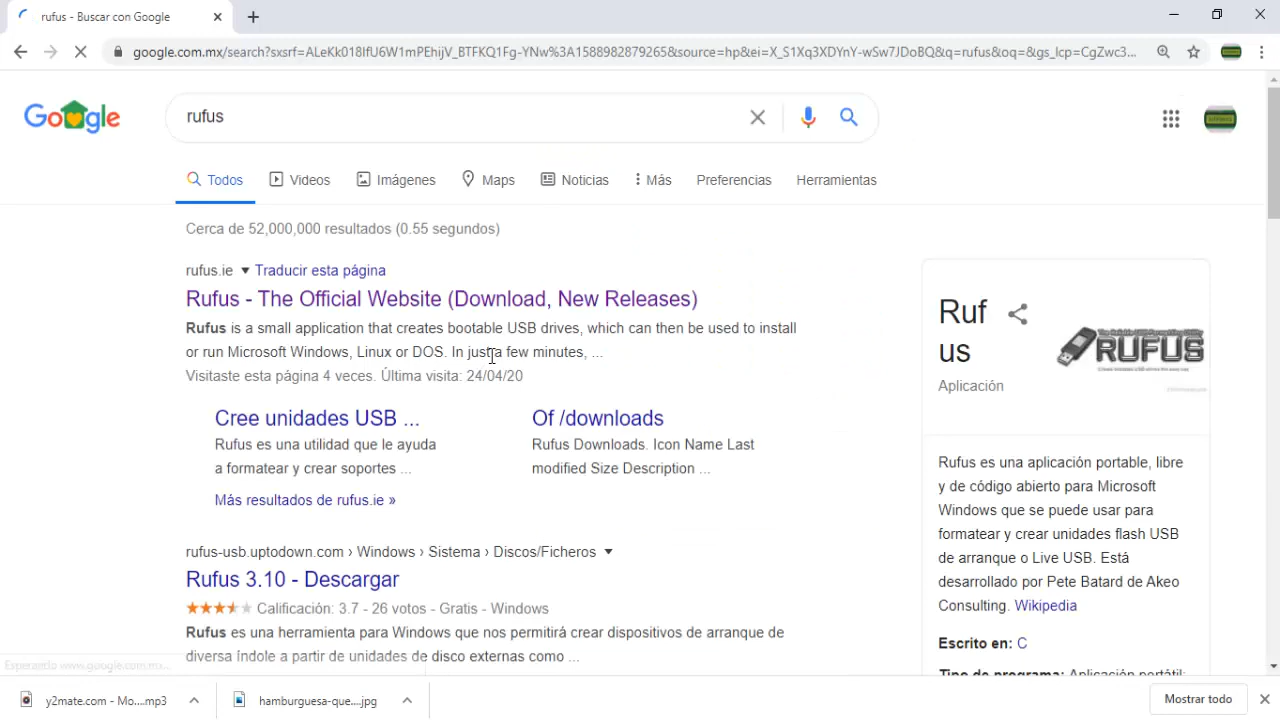 rufus - Buscar con Google
google.com.mx/search?sxsrf=ALeKk018IfU6W1mPEhijV_BTFKQ1Fg-YNw%3A1588982879265&source=hp&ei=X_S1Xq3XDYnY-wSw7JDoBQ&q=rufus&oq=&gs_lcp=CgZwc3...
Google
rufus
Todos Videos Imágenes Maps Noticias Más Preferencias Herramientas
Cerca de 52,000,000 resultados (0.55 segundos)
rufus.ie Traducir esta página
Rufus - The Official Website (Download, New Releases)
Rufus is a small application that creates bootable USB drives, which can then be used to install
or run Microsoft Windows, Linux or DOS. In just a few minutes, ...
Visitaste esta página 4 veces. Última visita: 24/04/20
Cree unidades USB ...
Rufus es una utilidad que le ayuda
a formatear y crear soportes ...
Of /downloads
Rufus Downloads. Icon Name Last
modified Size Description ...
Más resultados de rufus.ie »
rufus-usb.uptodown.com › Windows › Sistema › Discos/Ficheros
Rufus 3.10 - Descargar
Calificación: 3.7 - 26 votos - Gratis - Windows
Rufus es una herramienta para Windows que nos permitirá crear dispositivos de arranque de
diversa índole a partir de unidades de disco externas como ...
Ruf
us
Aplicación
The Reliable USB Formatting Utility
RUFUS
Rufus es una aplicación portable, libre
y de código abierto para Microsoft
Windows que se puede usar para
formatear y crear unidades flash USB
de arranque o Live USB. Está
desarrollado por Pete Batard de Akeo
Consulting. Wikipedia
Escrito en: C
Tipo de programa: Aplicación portátil;
Esperando www.google.com.mx...
y2mate.com - Mo....mp3
hamburguesa-que....jpg
Mostrar todo